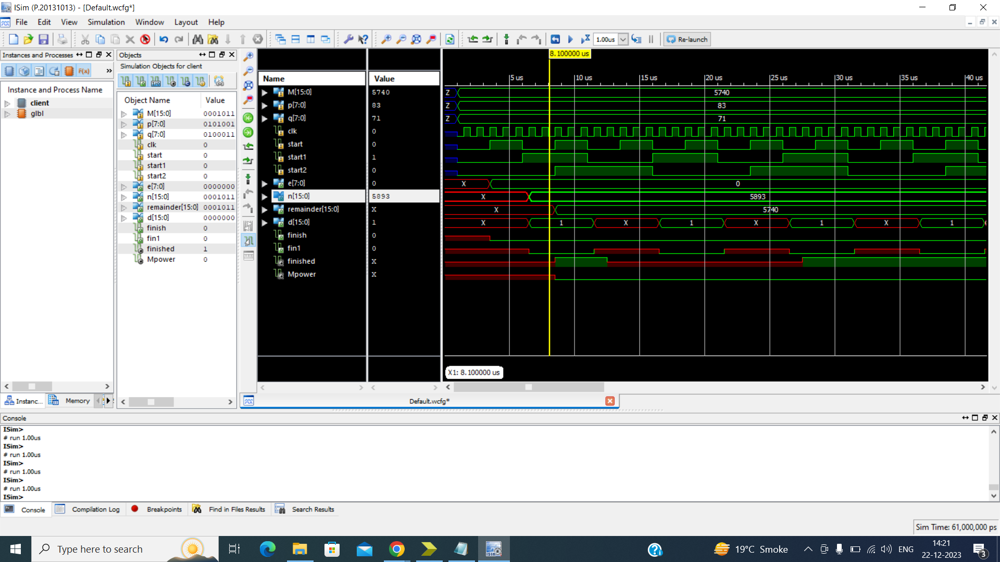 ISim (P.20131013) - [Default.wcfg*]
File Edit View Simulation Window Layout Help
1.00us
Re-launch
Instances and Processes
F(x)
»
Instance and Process Name
client
glbl
Instanc...
Memory
Objects
Simulation Objects for client
Object Name Value
M[15:0] 0001011
p[7:0] 0101001
q[7:0] 0100011
clk 0
start 0
start1 0
start2 0
e[7:0] 0000000
n[15:0] 0001011
remainder[15:0] 0001011
d[15:0] 0000000
finish 0
fin1 0
finished 1
Mpower 0
8.100000 us
5 us 10 us 15 us 20 us 25 us 30 us 35 us 40 us
Name Value
M[15:0] 5740 Z 5740
p[7:0] 83 Z 83
q[7:0] 71 Z 71
clk 0
start 0
start1 1
start2 0
e[7:0] 0 X 0
n[15:0] 5893 X 5893
remainder[15:0] X X 5740
d[15:0] 1 X 1 X 1 X 1 X 1
finish 0
fin1 0
finished X
Mpower X
X1: 8.100000 us
Default.wcfg*
Console
ISim>
# run 1.00us
ISim>
# run 1.00us
ISim>
# run 1.00us
ISim>
# run 1.00us
ISim>
Console Compilation Log Breakpoints Find in Files Results Search Results
Sim Time: 61,000,000 ps
Type here to search
ISim
19°C Smoke
ENG
14:21
22-12-2023
3